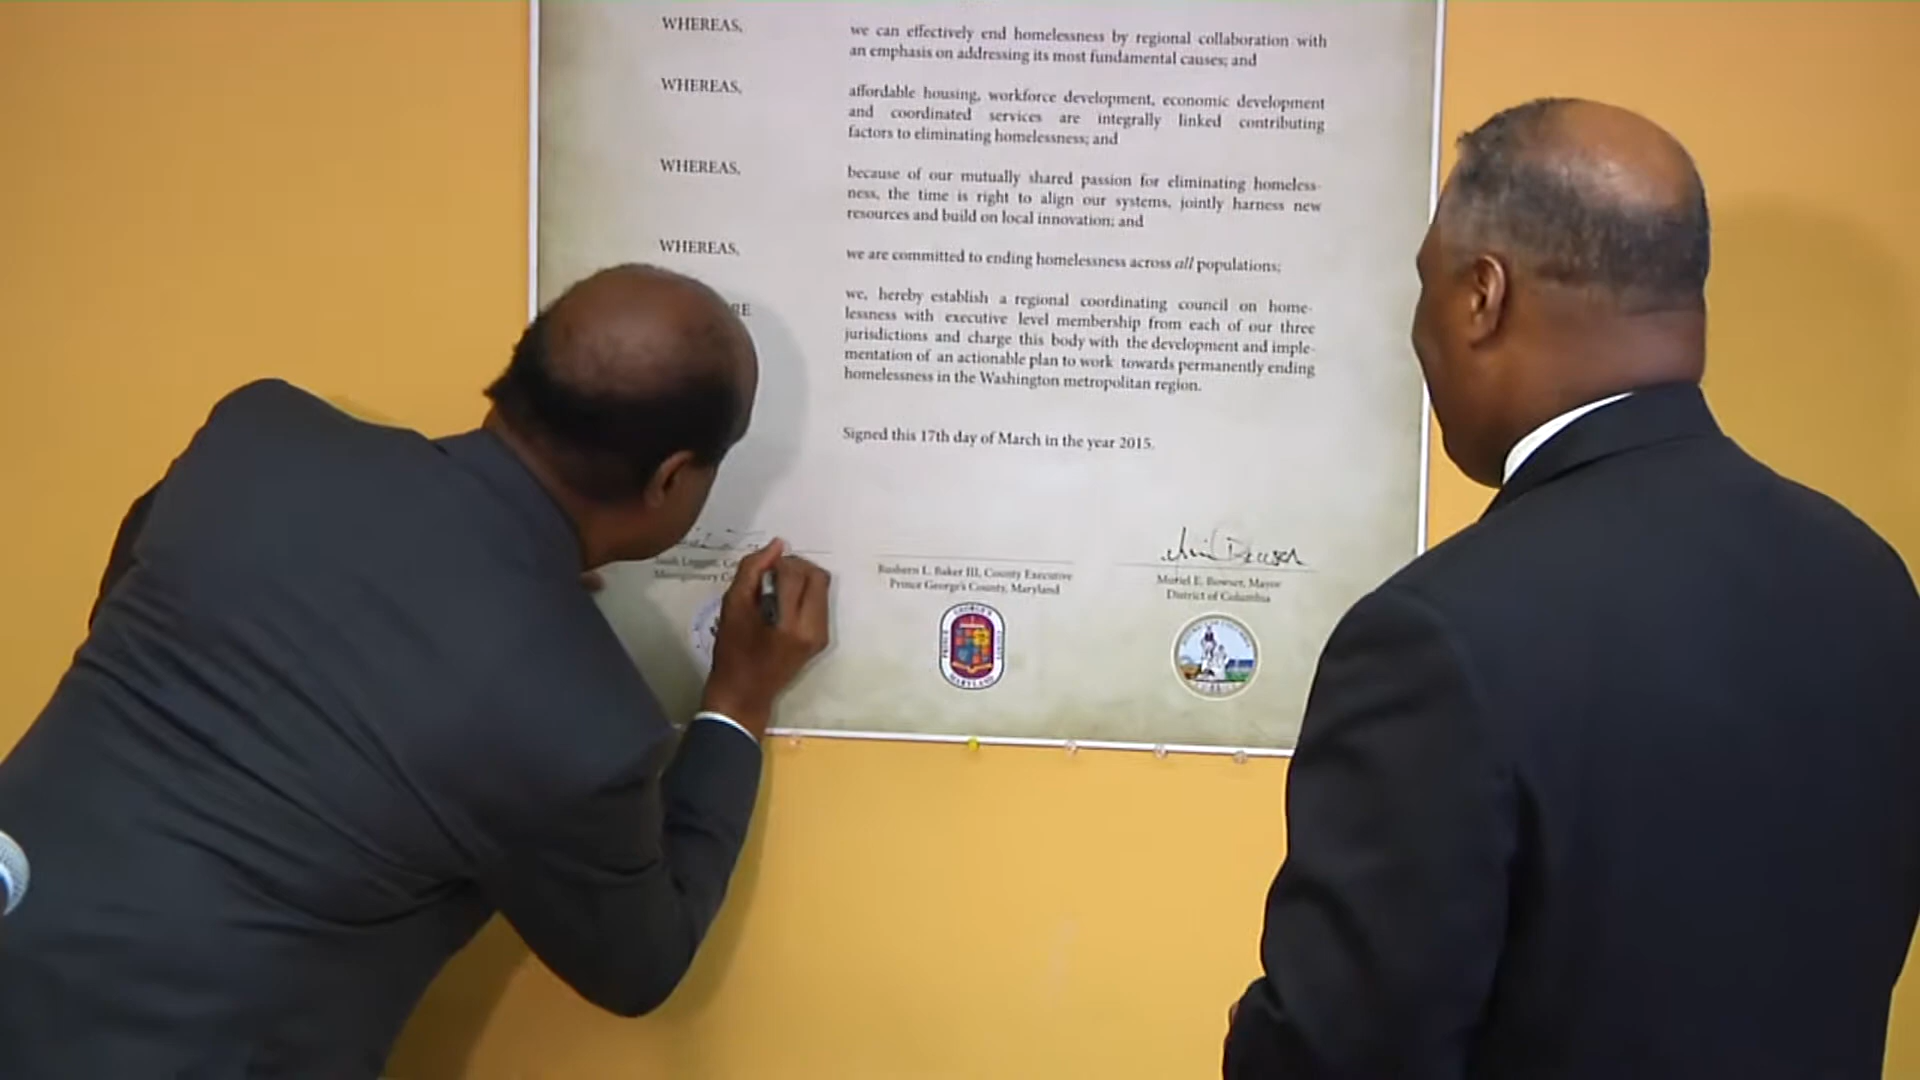 WHEREAS,
we can effectively end homelessness by regional collaboration with
an emphasis on addressing its most fundamental causes; and
WHEREAS,
affordable housing, workforce development, economic development
and coordinated services are integrally linked contributing
factors to eliminating homelessness; and
WHEREAS,
because of our mutually shared passion for eliminating homeless-
ness, the time is right to align our systems, jointly harness new
resources and build on local innovation; and
WHEREAS,
we are committed to ending homelessness across all populations;
RE
we, hereby establish a regional coordinating council on home-
lessness with executive level membership from each of our three
jurisdictions and charge this body with the development and imple-
mentation of an actionable plan to work towards permanently ending
homelessness in the Washington metropolitan region.
Signed this 17th day of March in the year 2015.
Leggett,
Montgomery
Rushern L. Baker III, County Executive
Prince George's County, Maryland
Muriel E. Bowser, Mayor
District of Columbia
PRINCE GEORGE'S COUNTY
MARYLAND